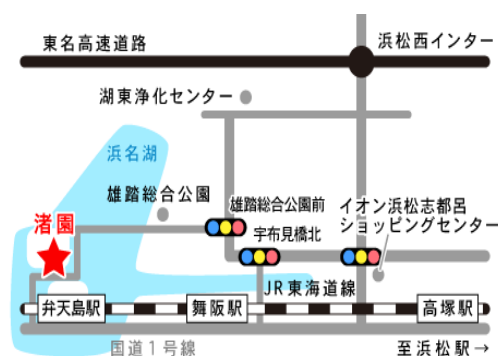 東名高速道路
浜松西インター
湖東浄化センター
浜名湖
雄踏総合公園
雄踏総合公園前
渚園
宇布見橋北
イオン浜松志都呂
ショッピングセンター
JR東海道線
弁天島駅
舞阪駅
高塚駅
国道1号線
至浜松駅→